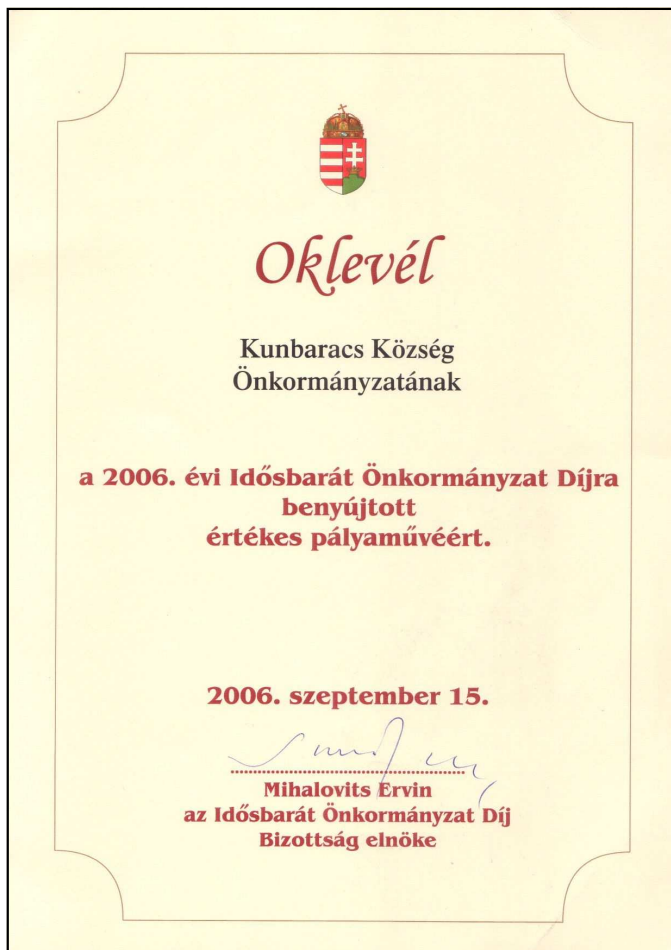 Oklevél
Kunbaracs Község
Önkormányzatának
a 2006. évi Idősbarát Önkormányzat Díjra
benyújtott
értékes pályaművéért.
2006. szeptember 15.
Mihalovits Ervin
az Idősbarát Önkormányzat Díj
Bizottság elnöke